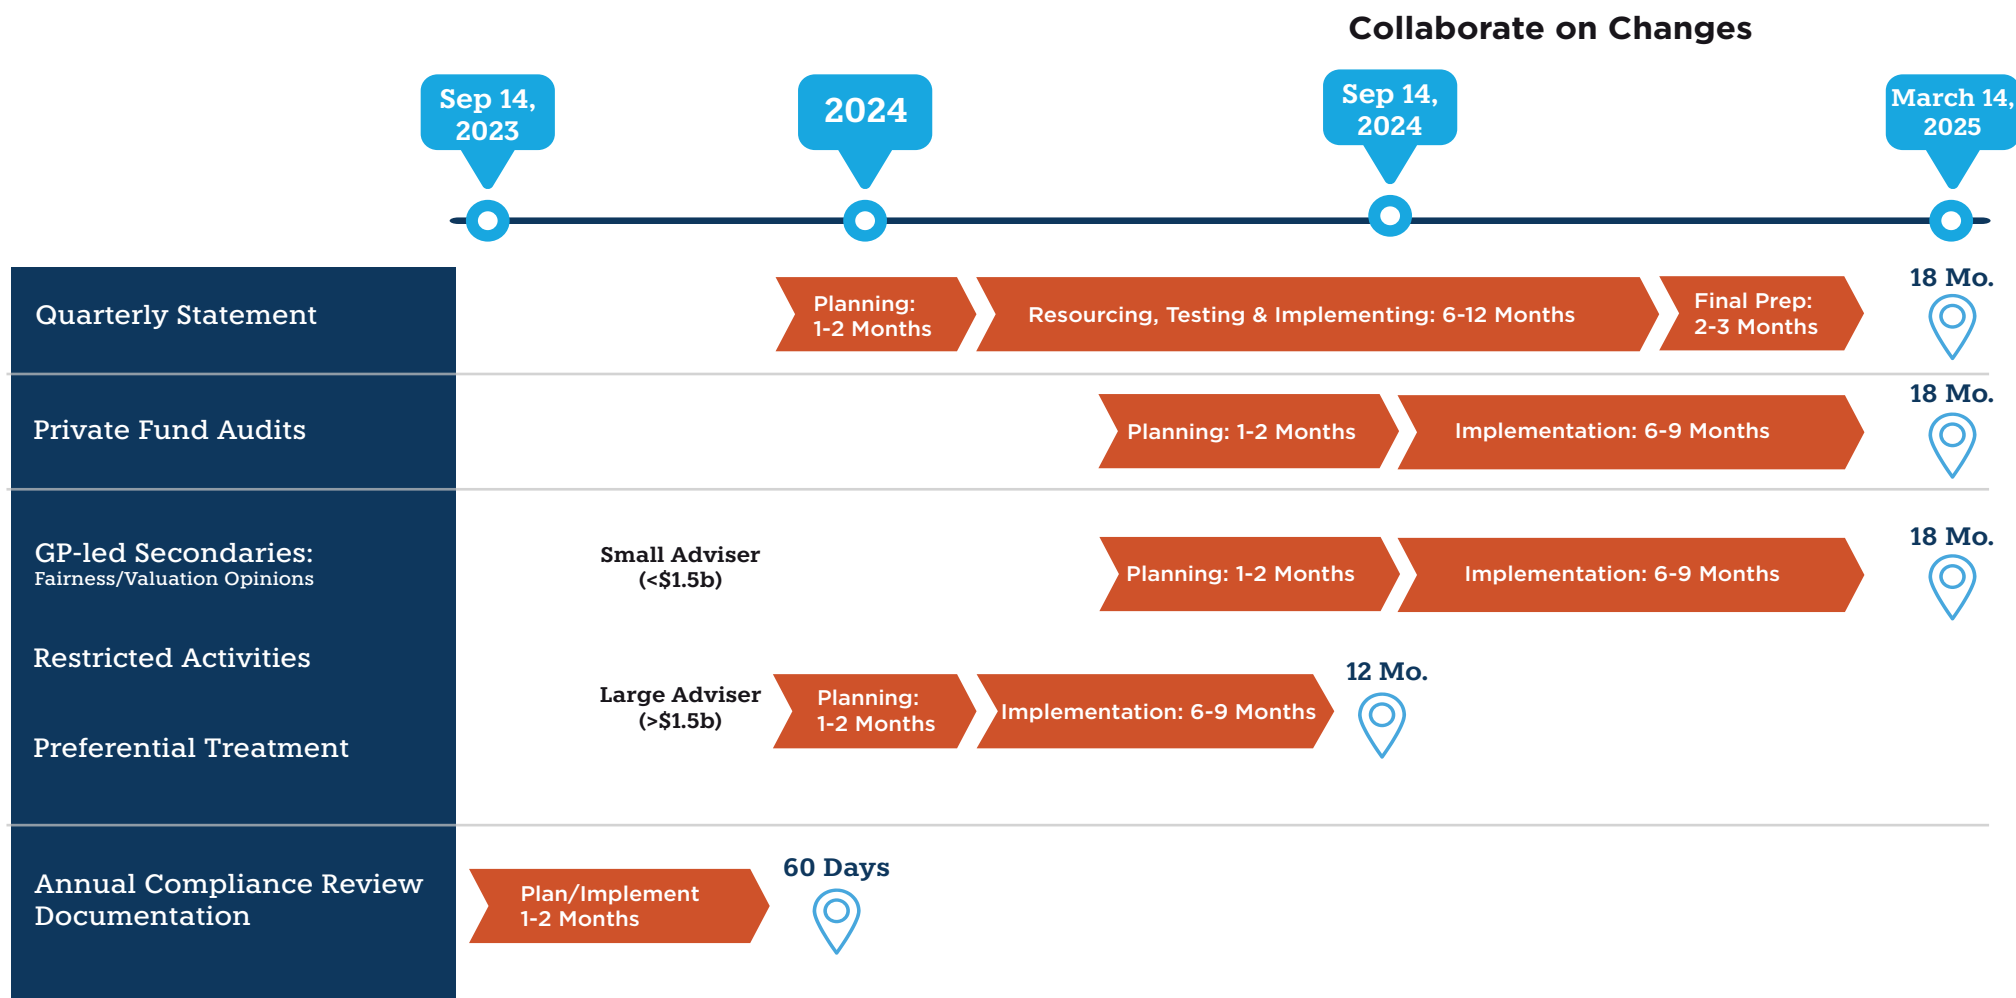 Collaborate on Changes
Sep 14,
2023
2024
Sep 14,
2024
March 14,
2025
Quarterly Statement
Planning:
1-2 Months
Resourcing, Testing & Implementing: 6-12 Months
Final Prep:
2-3 Months
18 Mo.
Private Fund Audits
Planning: 1-2 Months
Implementation: 6-9 Months
18 Mo.
GP-led Secondaries:
Fairness/Valuation Opinions
Small Adviser
(<$1.5b)
Planning: 1-2 Months
Implementation: 6-9 Months
18 Mo.
Restricted Activities
Large Adviser
(>$1.5b)
Planning:
1-2 Months
Implementation: 6-9 Months
12 Mo.
Preferential Treatment
Annual Compliance Review
Documentation
Plan/Implement
1-2 Months
60 Days